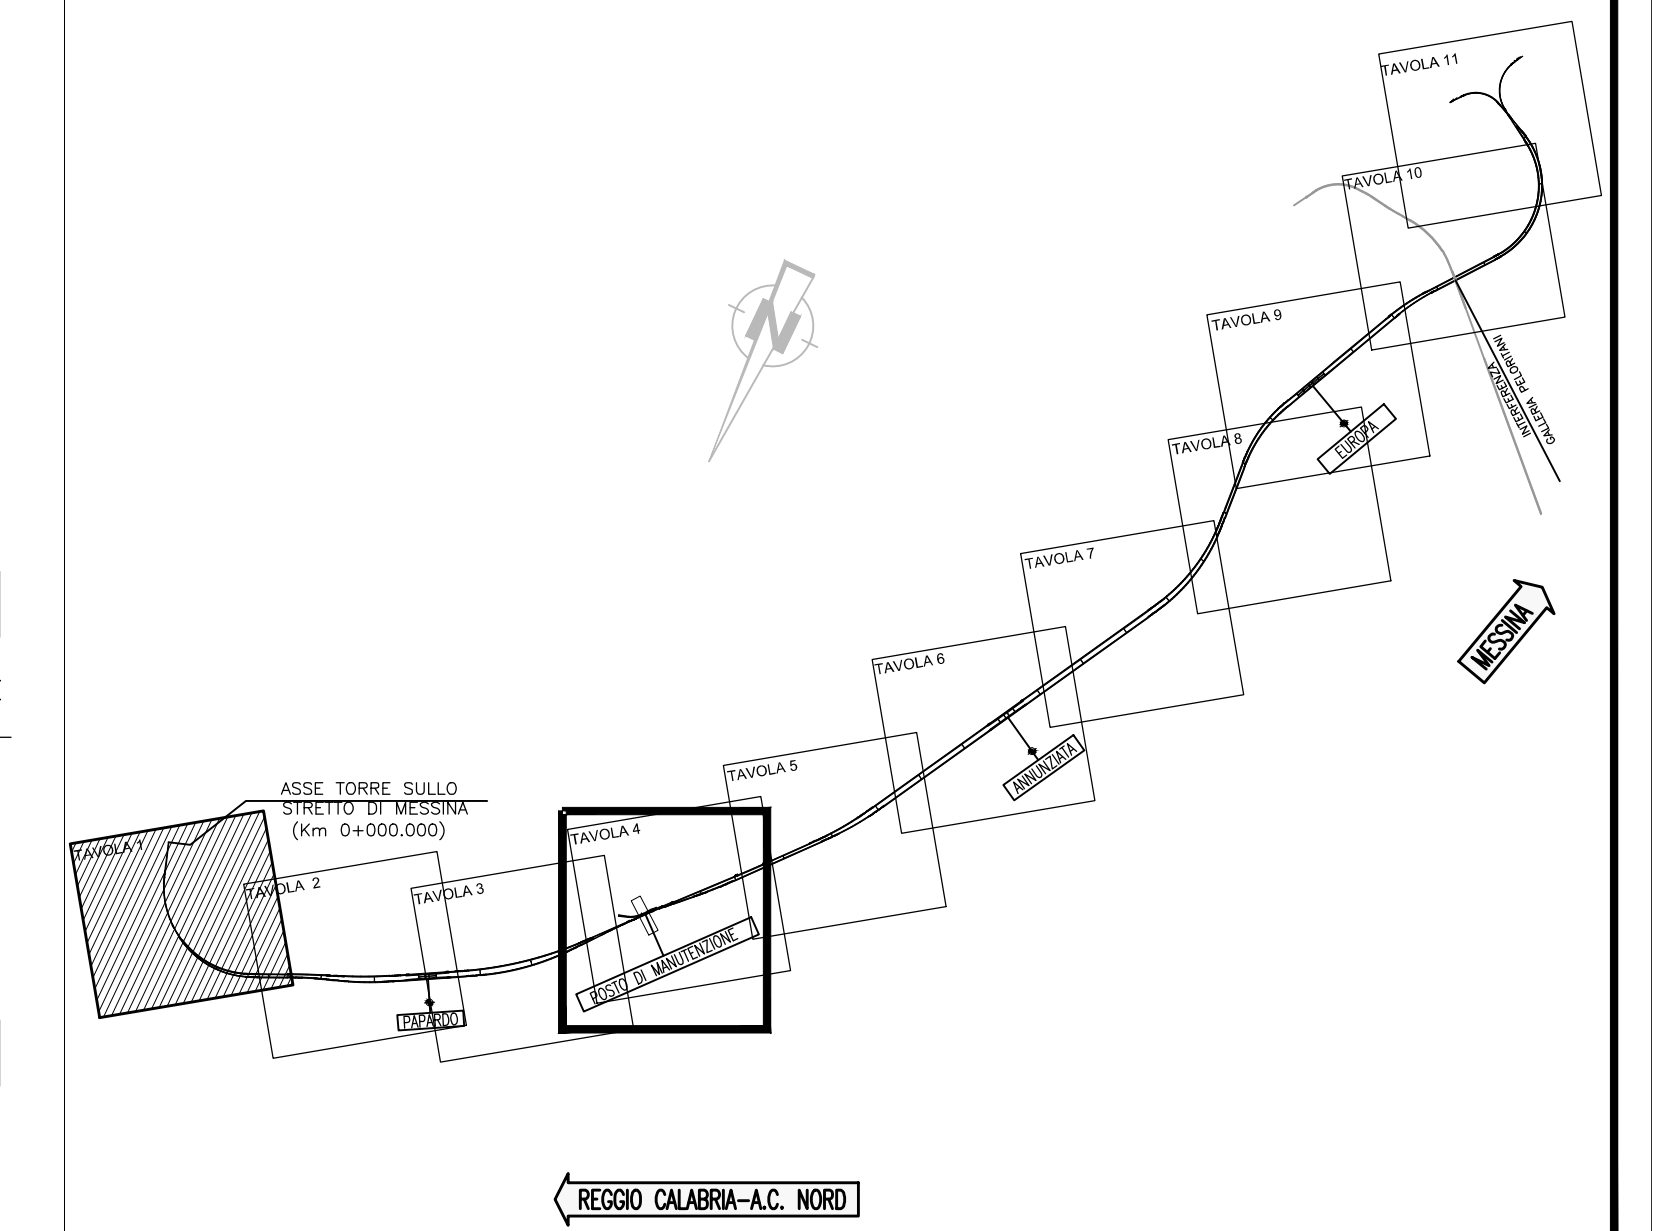 TAVOLA 11
TAVOLA 10
TAVOLA 9
INTERFERENZA
GALLERIA PELORITANI
N
EUROPA
TAVOLA 8
TAVOLA 7
MESSINA
TAVOLA 6
ANNUNZIATA
TAVOLA 5
ASSE TORRE SULLO
STRETTO DI MESSINA
(Km 0+000.000)
TAVOLA 4
TAVOLA 1
TAVOLA 2
TAVOLA 3
POSTO DI MANUTENZIONE
PAPARDO
REGGIO CALABRIA-A.C. NORD